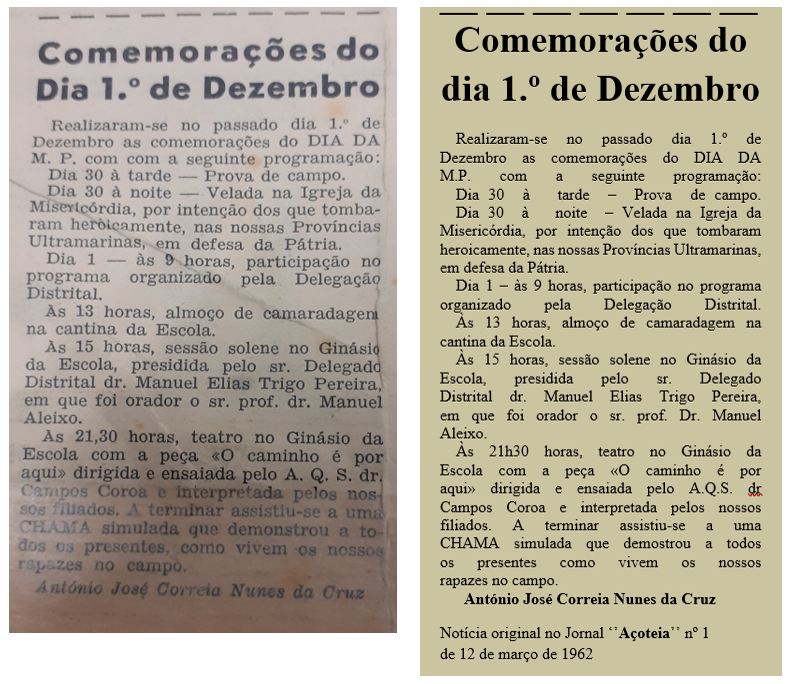 Comemorações do
Dia 1.º de Dezembro
Realizaram-se no passado dia 1.º de
Dezembro as comemorações do DIA DA
M. P. com com a seguinte programação:
Dia 30 à tarde — Prova de campo.
Dia 30 à noite — Velada na Igreja da
Misericórdia, por intenção dos que tomba-
ram heròicamente, nas nossas Províncias
Ultramarinas, em defesa da Pátria.
Dia 1 — às 9 horas, participação no
programa organizado pela Delegação
Distrital.
Às 13 horas, almoço de camaradagem
na cantina da Escola.
Às 15 horas, sessão solene no Ginásio
da Escola, presidida pelo sr. Delegado
Distrital dr. Manuel Elias Trigo Pereira,
em que foi orador o sr. prof. dr. Manuel
Aleixo.
Às 21,30 horas, teatro no Ginásio da
Escola com a peça «O caminho é por
aqui» dirigida e ensaiada pelo A. Q. S. dr.
Campos Coroa e interpretada pelos nos-
sos filiados. A terminar assistiu-se a uma
CHAMA simulada que demonstrou a to-
dos os presentes, como vivem os nossos
rapazes no campo.
António José Correia Nunes da Cruz
Comemorações do
dia 1.º de Dezembro
Realizaram-se no passado dia 1.º de
Dezembro as comemorações do DIA DA
M.P. com a seguinte programação:
Dia 30 à tarde – Prova de campo.
Dia 30 à noite – Velada na Igreja da
Misericórdia, por intenção dos que tombaram
heroicamente, nas nossas Províncias Ultramarinas,
em defesa da Pátria.
Dia 1 – às 9 horas, participação no programa
organizado pela Delegação Distrital.
Às 13 horas, almoço de camaradagem na
cantina da Escola.
Às 15 horas, sessão solene no Ginásio da
Escola, presidida pelo sr. Delegado
Distrital dr. Manuel Elias Trigo Pereira,
em que foi orador o sr. prof. Dr. Manuel
Aleixo.
Às 21h30 horas, teatro no Ginásio da
Escola com a peça «O caminho é por
aqui» dirigida e ensaiada pelo A.Q.S. dr
Campos Coroa e interpretada pelos nossos
filiados. A terminar assistiu-se a uma
CHAMA simulada que demostrou a todos
os presentes como vivem os nossos
rapazes no campo.
António José Correia Nunes da Cruz
Notícia original no Jornal ‘’Açoteia’’ nº 1
de 12 de março de 1962